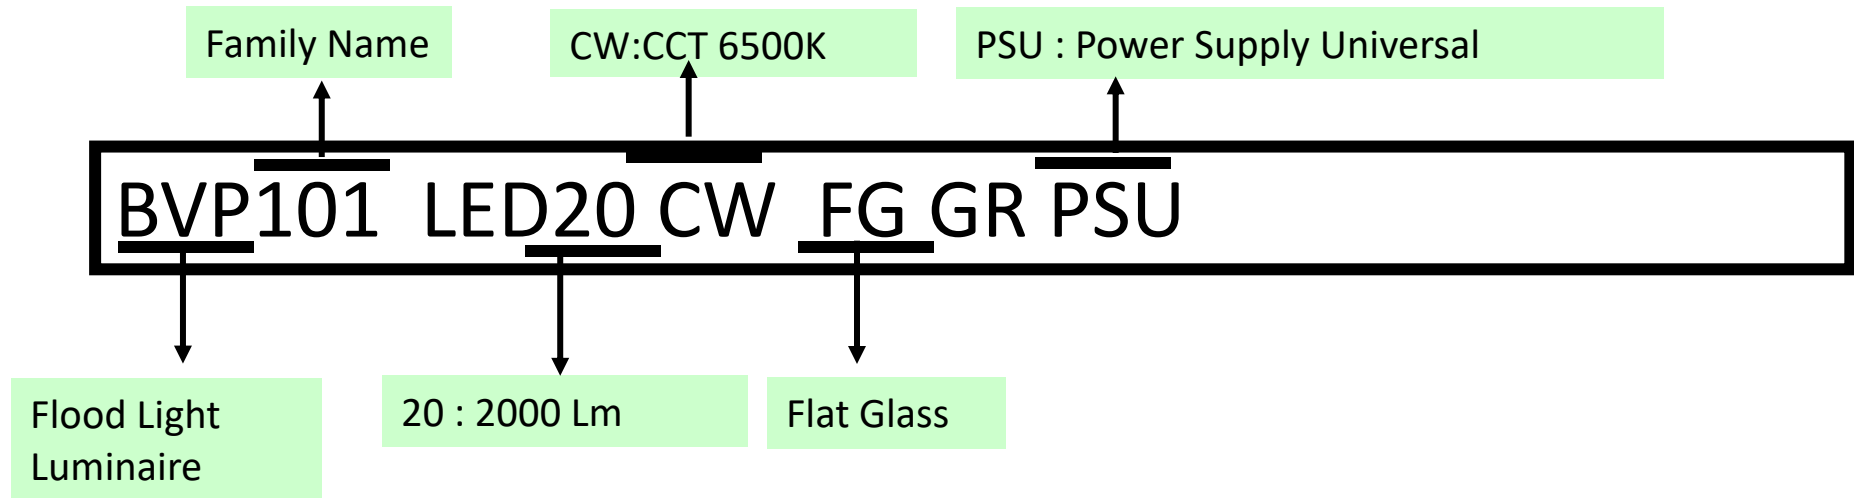 Family Name
CW:CCT 6500K
PSU : Power Supply Universal
BVP101 LED20 CW FG GR PSU
Flood Light
Luminaire
20 : 2000 Lm
Flat Glass